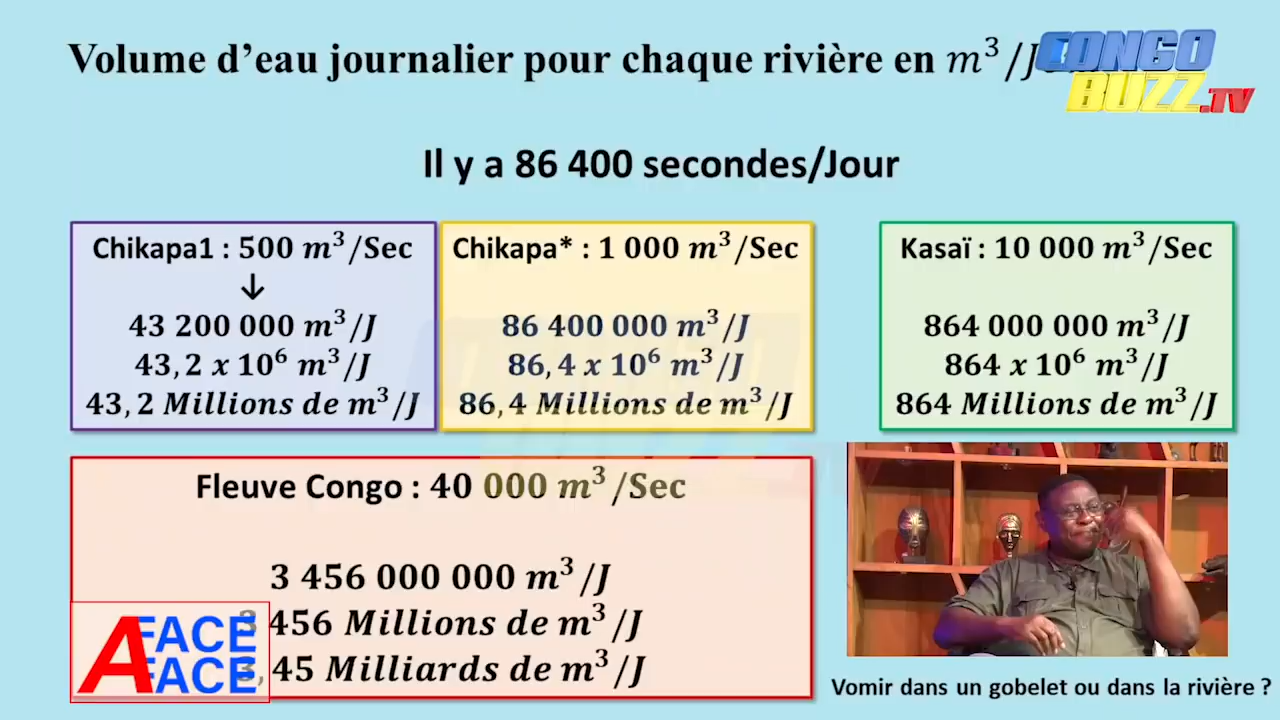 Volume d'eau journalier pour chaque rivière en m³/J
CONGO
BUZZ.TV
Il y a 86 400 secondes/Jour
Chikapa1 : 500 m³/Sec
↓
43 200 000 m³/J
43,2 x 10⁶ m³/J
43,2 Millions de m³/J
Chikapa* : 1 000 m³/Sec
86 400 000 m³/J
86,4 x 10⁶ m³/J
86,4 Millions de m³/J
Kasaï : 10 000 m³/Sec
864 000 000 m³/J
864 x 10⁶ m³/J
864 Millions de m³/J
Fleuve Congo : 40 000 m³/Sec
3 456 000 000 m³/J
3 456 Millions de m³/J
3,45 Milliards de m³/J
A FACE
FACE
Vomir dans un gobelet ou dans la rivière ?